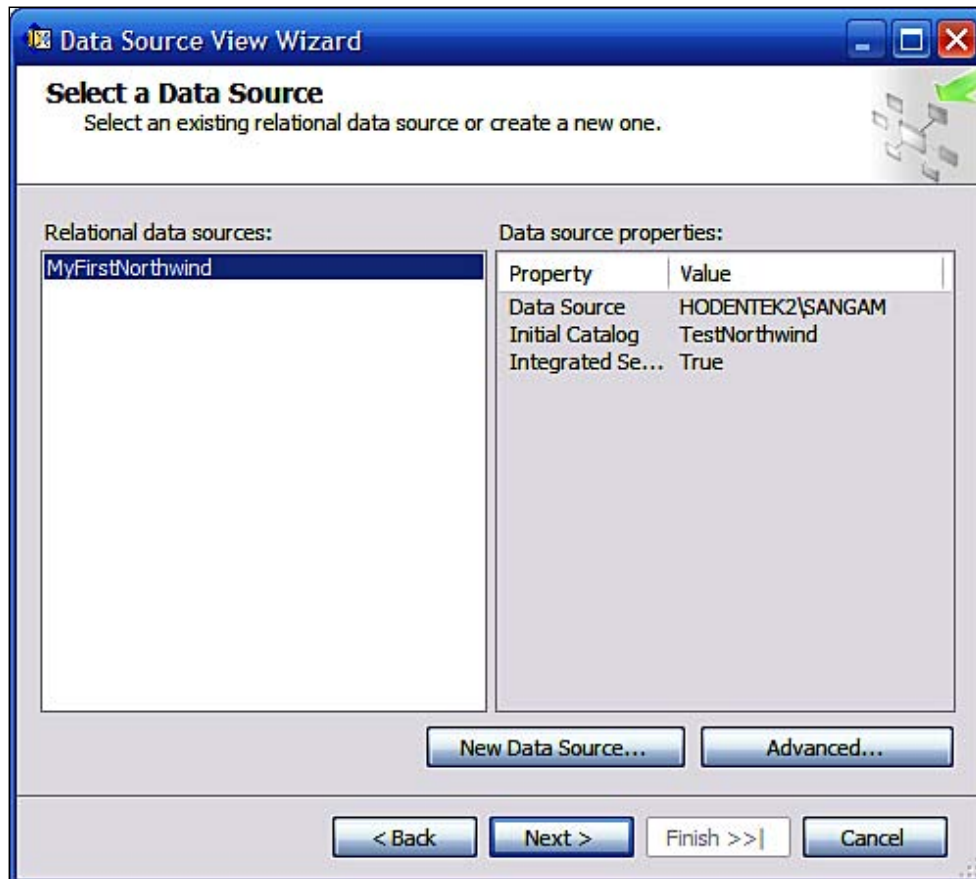 Data Source View Wizard
Select a Data Source
Select an existing relational data source or create a new one.
Relational data sources:
MyFirstNorthwind
Data source properties:
Property Value
Data Source HODENTEK2\SANGAM
Initial Catalog TestNorthwind
Integrated Se... True
New Data Source... Advanced...
< Back Next > Finish >>| Cancel